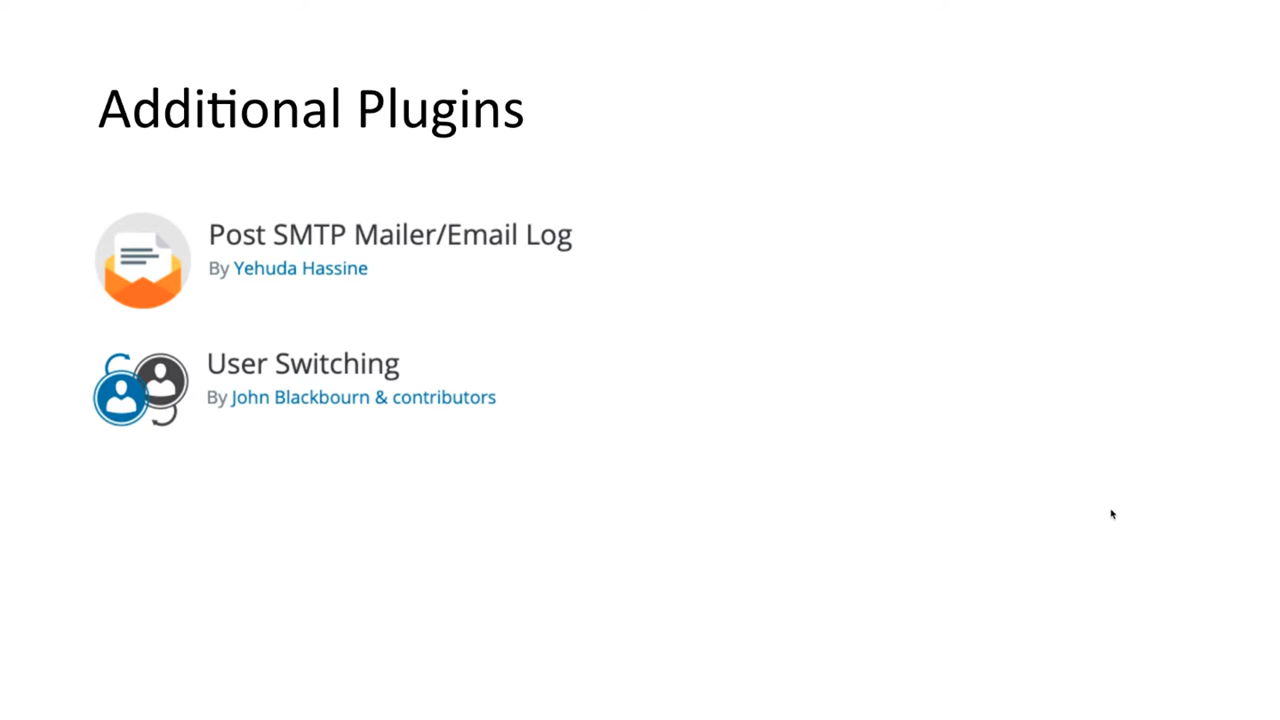 Additional Plugins
Post SMTP Mailer/Email Log
By Yehuda Hassine
User Switching
By John Blackbourn & contributors